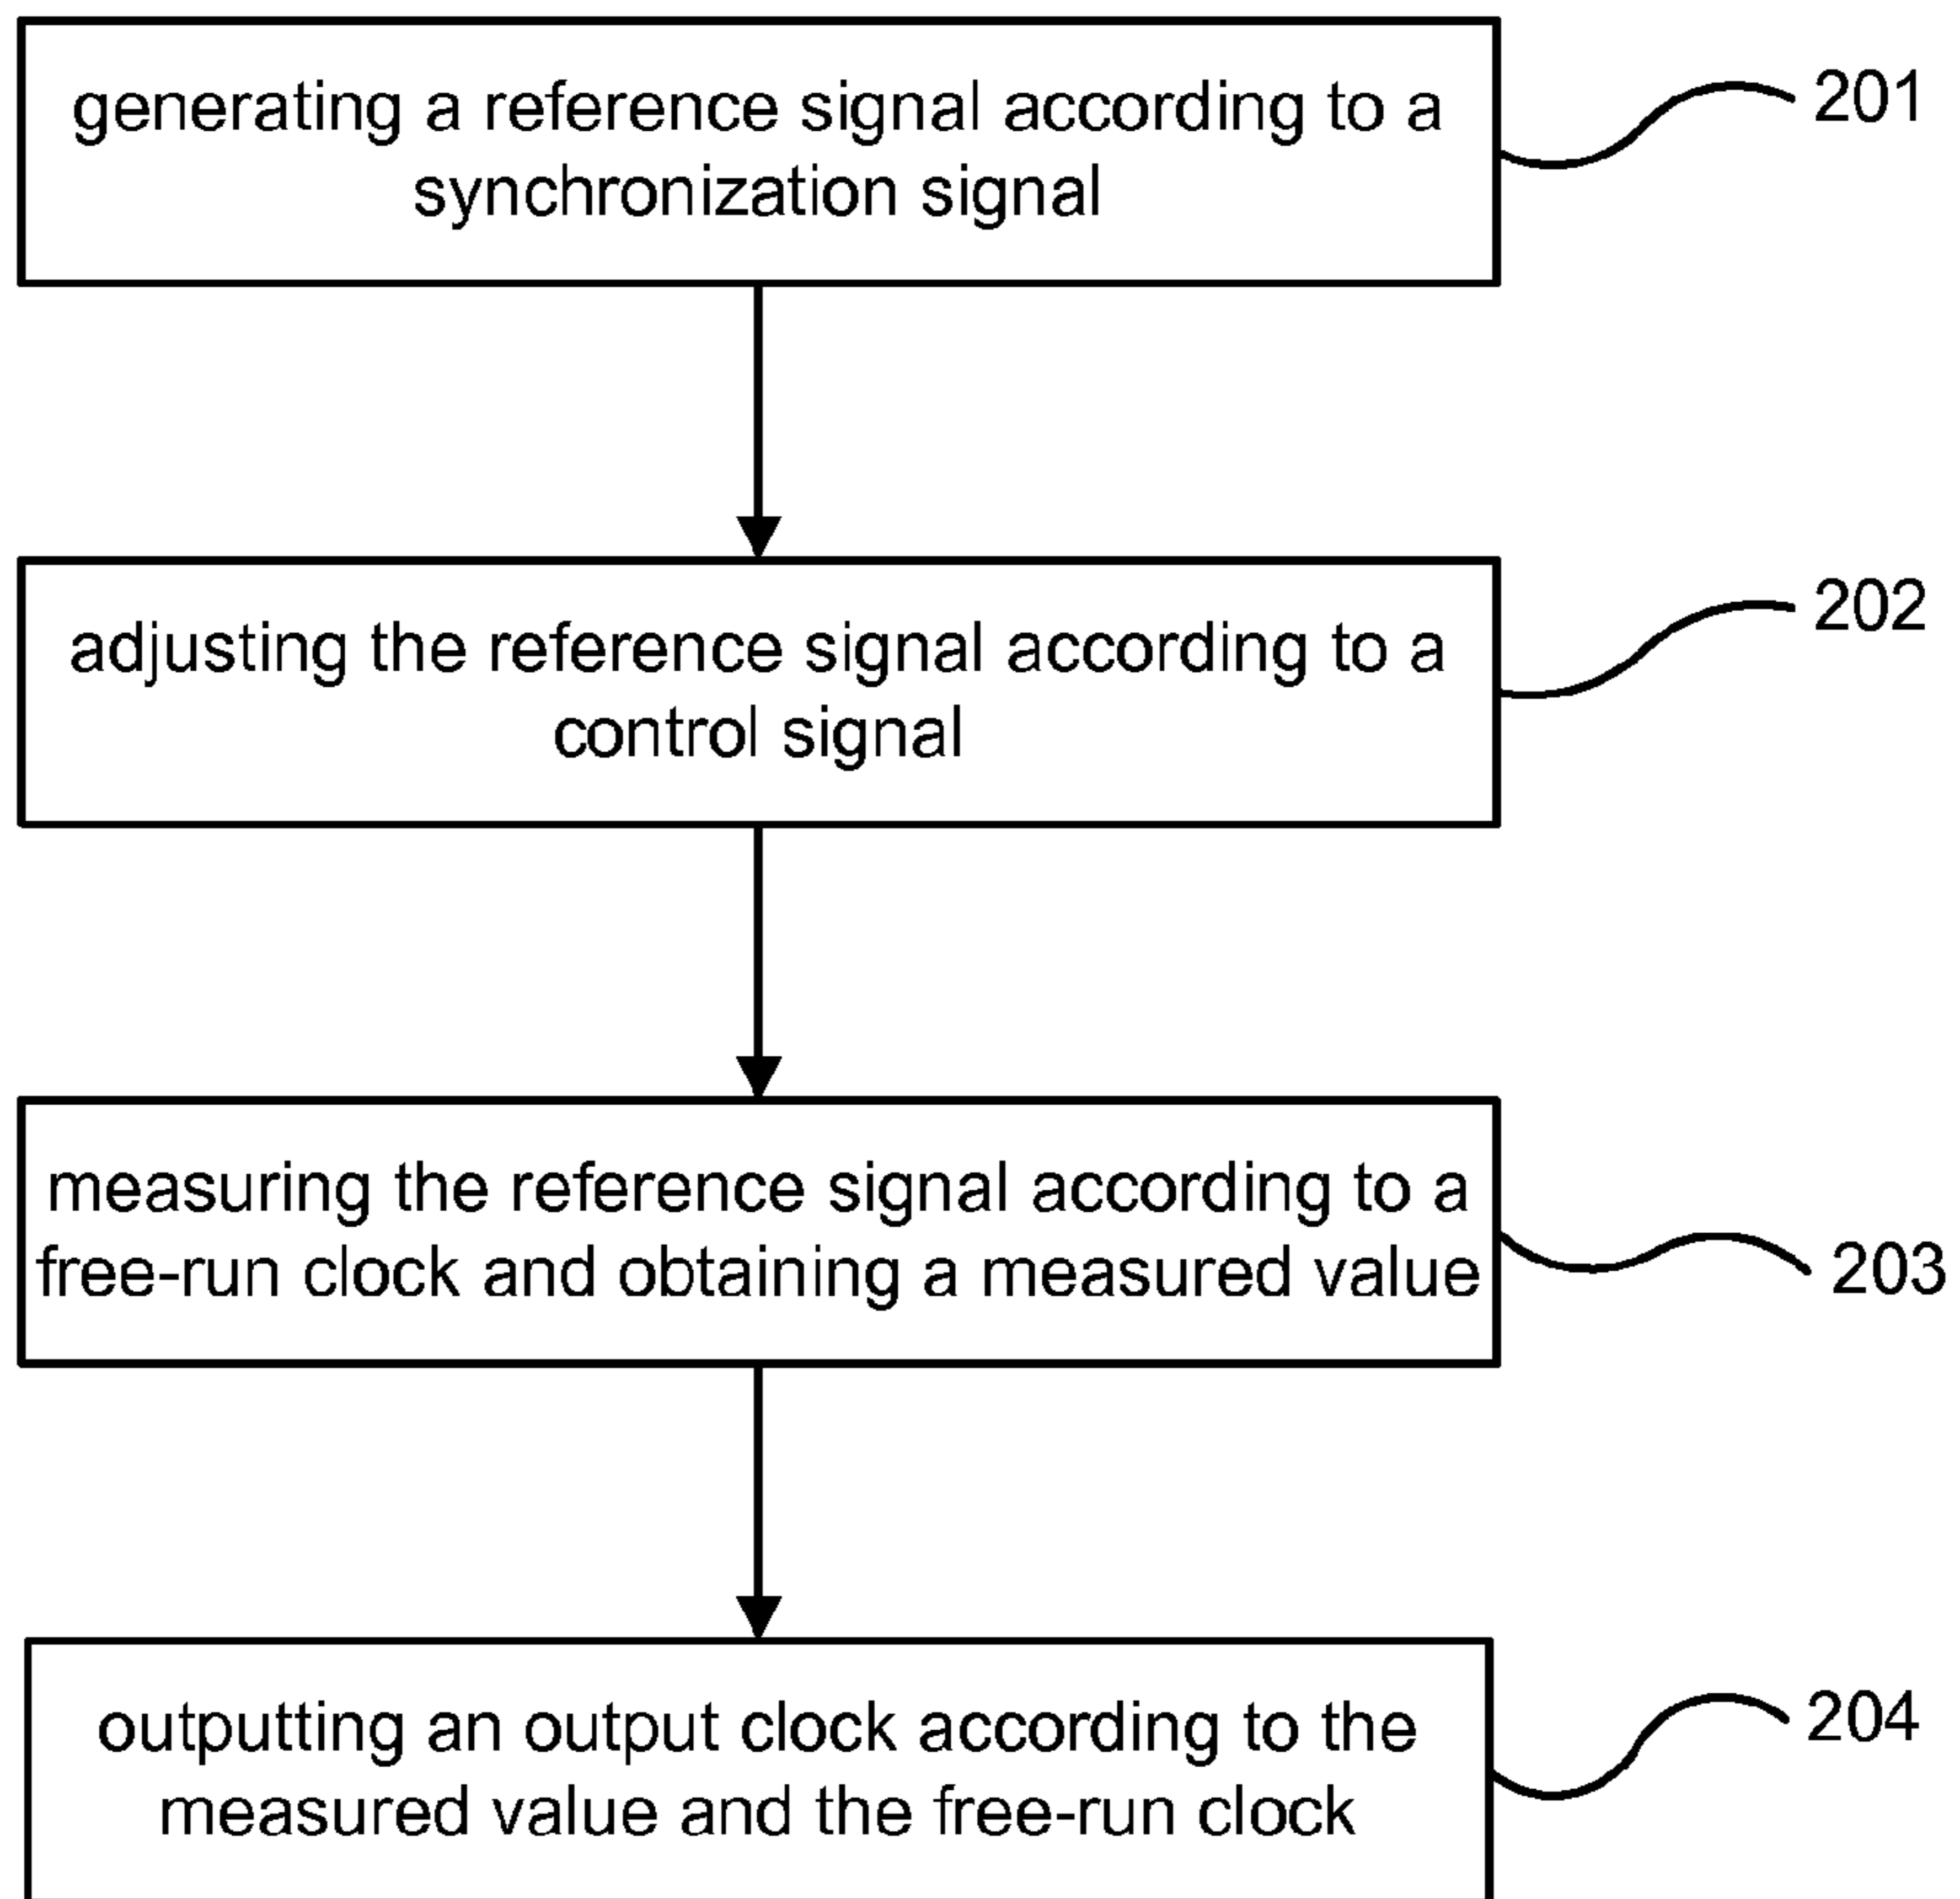 generating a reference signal according to a
synchronization signal
201
adjusting the reference signal according to a
control signal
202
measuring the reference signal according to a
free-run clock and obtaining a measured value
203
outputting an output clock according to the
measured value and the free-run clock
204